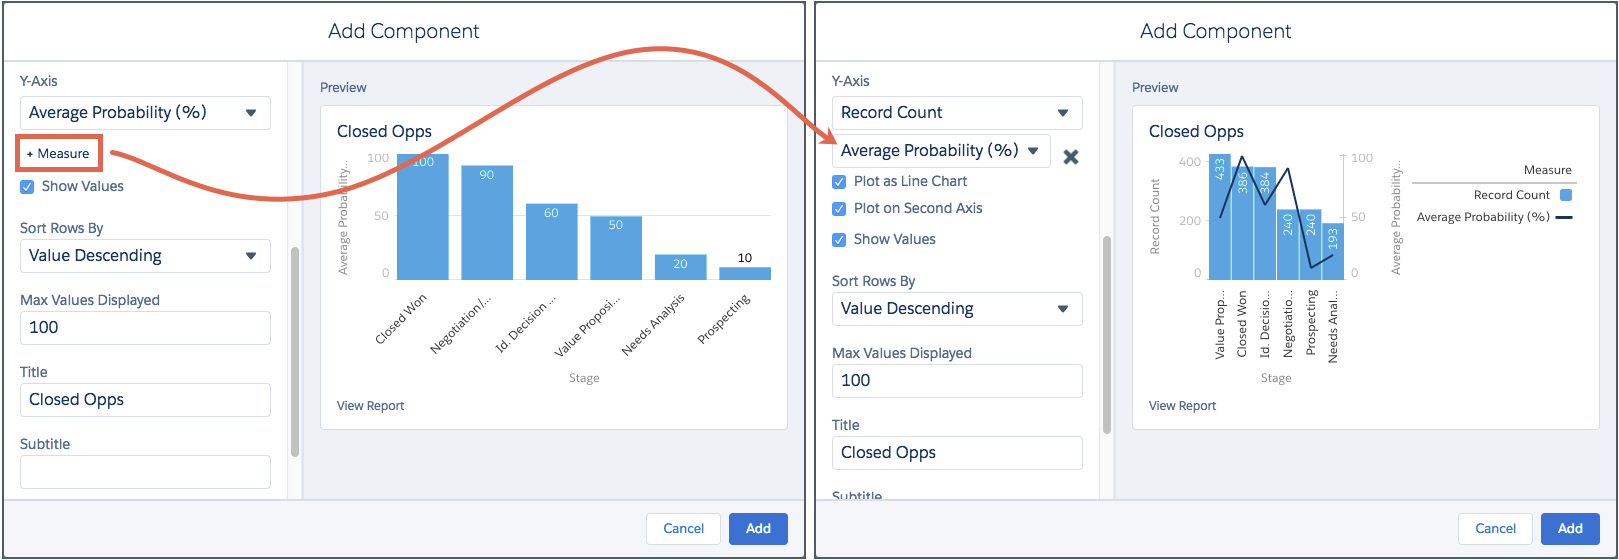 Add Component
Y-Axis
Average Probability (%)
+ Measure
Show Values
Sort Rows By
Value Descending
Max Values Displayed
100
Title
Closed Opps
Subtitle
Preview
Closed Opps
Average Probability...
100
50
0
100
90
60
50
20
10
Closed Won
Negotiation/...
Id. Decision ...
Value Proposi...
Needs Analysis
Prospecting
Stage
View Report
Cancel
Add
Add Component
Y-Axis
Record Count
Average Probability (%)
Plot as Line Chart
Plot on Second Axis
Show Values
Sort Rows By
Value Descending
Max Values Displayed
100
Title
Closed Opps
Subtitle
Preview
Closed Opps
Record Count
400
200
0
433
386
384
240
240
193
100
50
0
Average Probability...
Value Prop...
Closed Won
Id. Decisio...
Negotiatio...
Prospecting
Needs Anal...
Stage
Measure
Record Count
Average Probability (%)
View Report
Cancel
Add